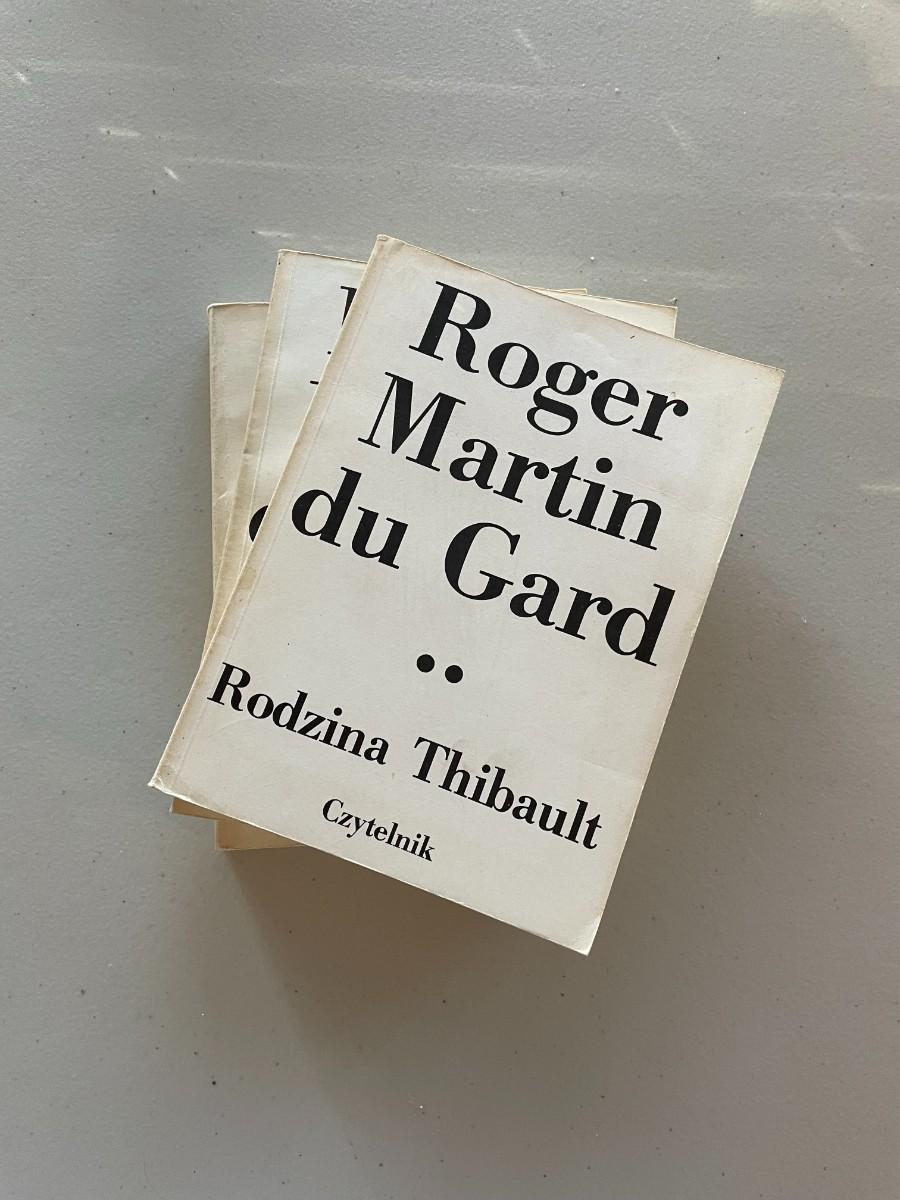 Roger
Martin
du Gard
••
Rodzina Thibault
Czytelnik